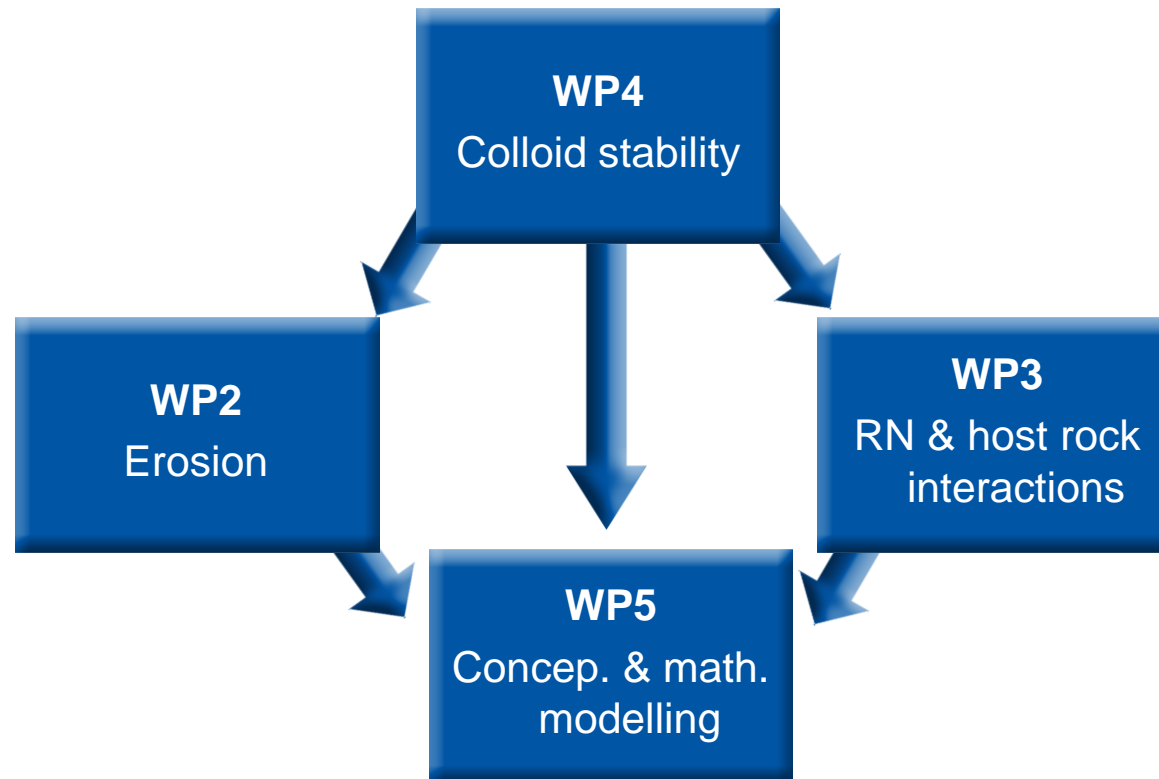 WP4
Colloid stability
WP2
Erosion
WP3
RN & host rock
interactions
WP5
Concep. & math.
modelling